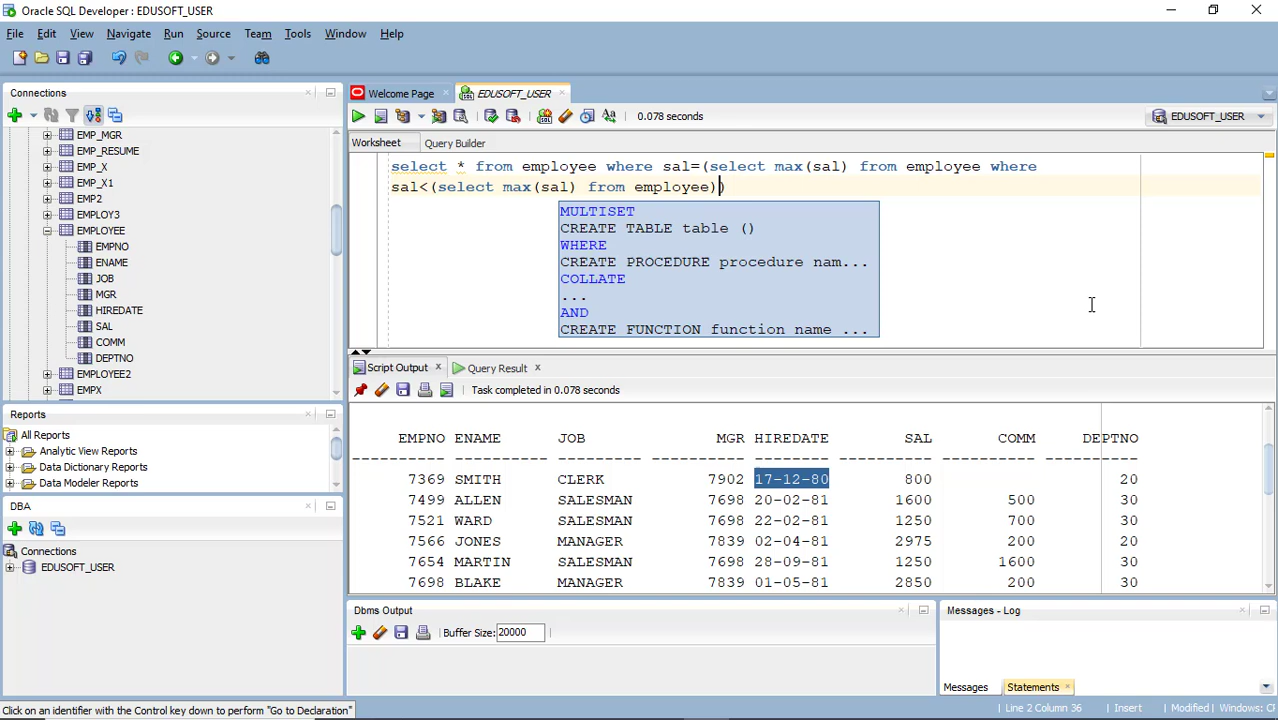 Oracle SQL Developer : EDUSOFT_USER
File Edit View Navigate Run Source Team Tools Window Help
Connections
EMP_MGR
EMP_RESUME
EMP_X
EMP_X1
EMP2
EMPLOY3
EMPLOYEE
EMPNO
ENAME
JOB
MGR
HIREDATE
SAL
COMM
DEPTNO
EMPLOYEE2
EMPX
Reports
All Reports
Analytic View Reports
Data Dictionary Reports
Data Modeler Reports
DBA
Connections
EDUSOFT_USER
Welcome Page EDUSOFT_USER
0.078 seconds EDUSOFT_USER
Worksheet Query Builder
select * from employee where sal=(select max(sal) from employee where
sal<(select max(sal) from employee))
MULTISET
CREATE TABLE table ()
WHERE
CREATE PROCEDURE procedure nam...
COLLATE
...
AND
CREATE FUNCTION function name ...
Script Output Query Result
Task completed in 0.078 seconds
EMPNO ENAME JOB MGR HIREDATE SAL COMM DEPTNO
---------- ---------- --------- ---------- -------- ---------- ---------- ----------
7369 SMITH CLERK 7902 17-12-80 800 20
7499 ALLEN SALESMAN 7698 20-02-81 1600 500 30
7521 WARD SALESMAN 7698 22-02-81 1250 700 30
7566 JONES MANAGER 7839 02-04-81 2975 200 20
7654 MARTIN SALESMAN 7698 28-09-81 1250 1600 30
7698 BLAKE MANAGER 7839 01-05-81 2850 200 30
Dbms Output
Buffer Size: 20000
Messages - Log
Messages Statements
Click on an identifier with the Control key down to perform "Go to Declaration"
Line 2 Column 36 Insert Modified Windows: